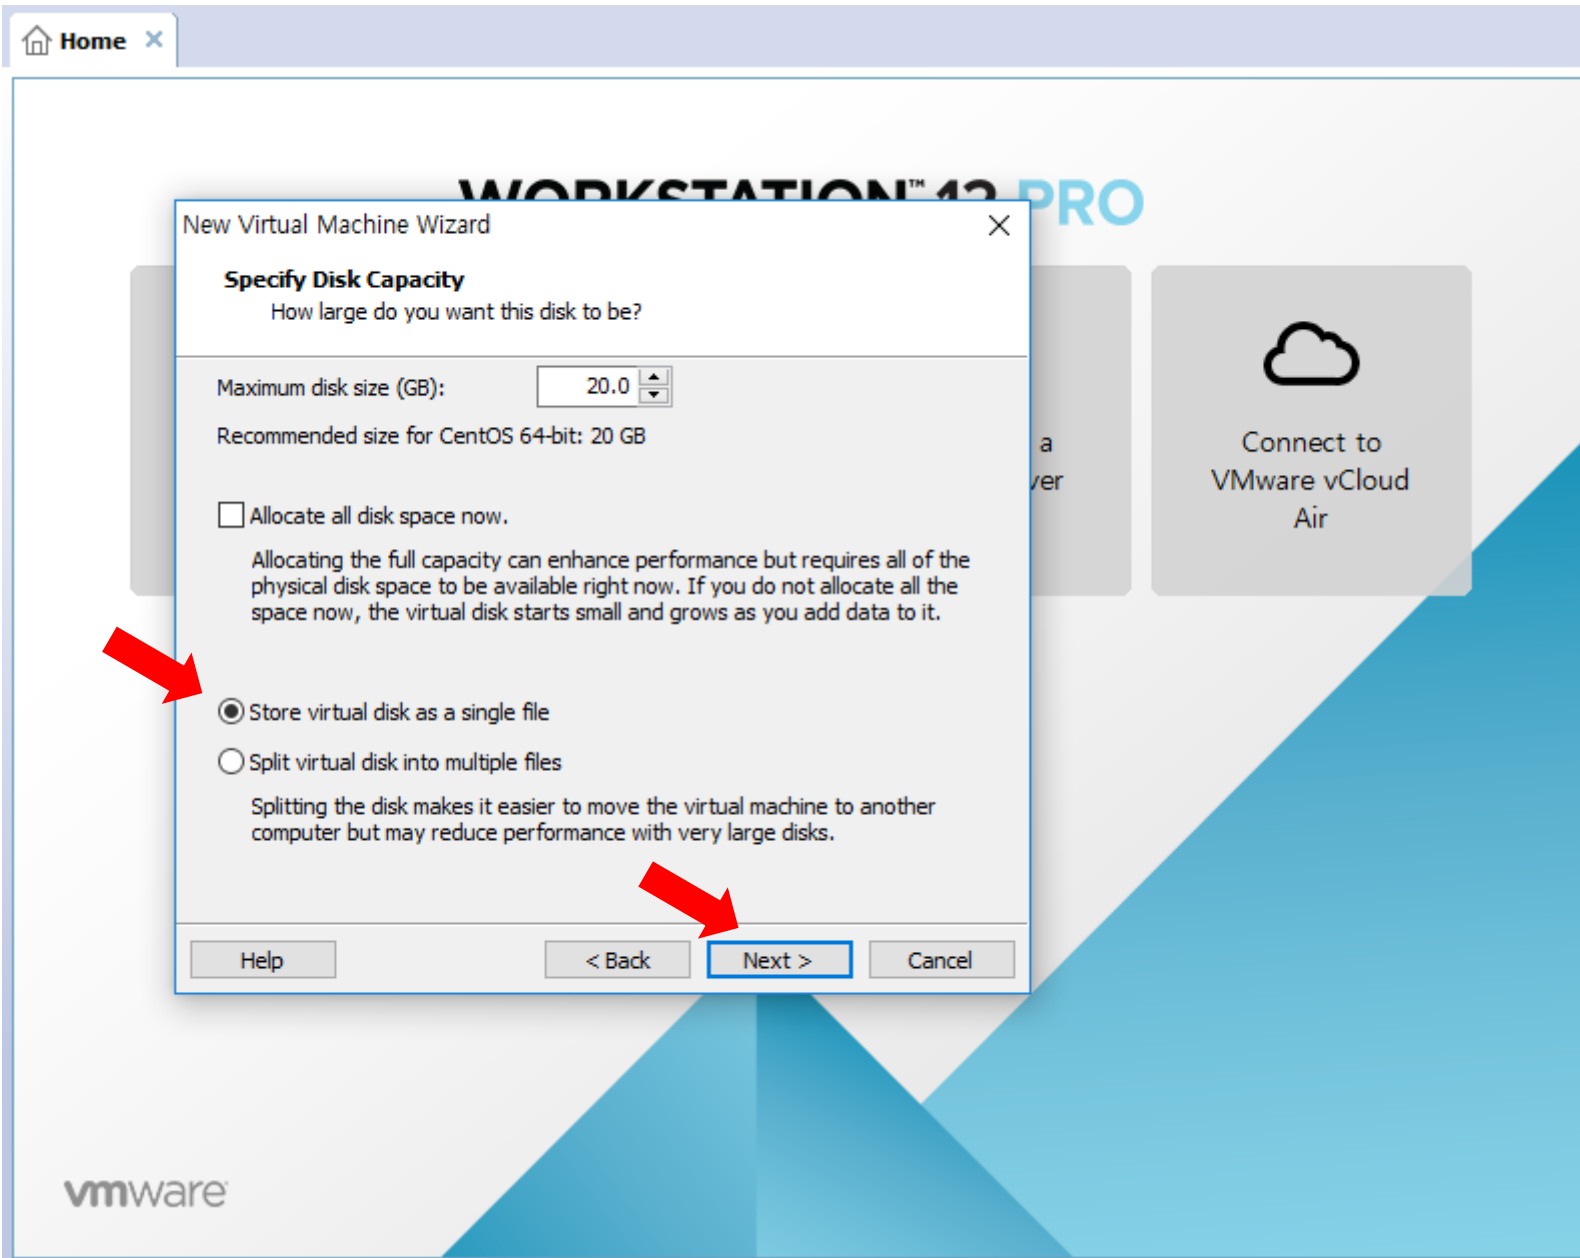 Home
WORKSTATION™ 12 PRO
New Virtual Machine Wizard
Specify Disk Capacity
How large do you want this disk to be?
Maximum disk size (GB):
20.0
Recommended size for CentOS 64-bit: 20 GB
Allocate all disk space now.
Allocating the full capacity can enhance performance but requires all of the
physical disk space to be available right now. If you do not allocate all the
space now, the virtual disk starts small and grows as you add data to it.
Store virtual disk as a single file
Split virtual disk into multiple files
Splitting the disk makes it easier to move the virtual machine to another
computer but may reduce performance with very large disks.
Help
< Back
Next >
Cancel
a
ver
Connect to
VMware vCloud
Air
vmware